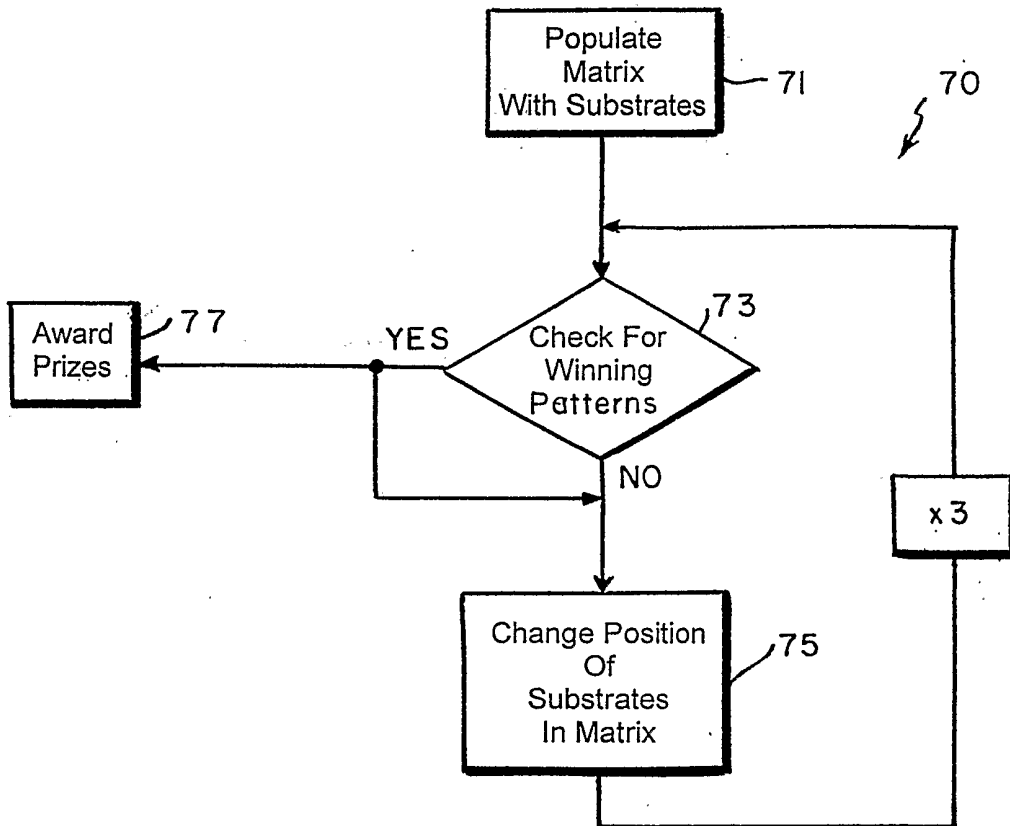 Populate
Matrix
With Substrates
71
70
73
Check For
Winning
Patterns
YES
77
Award
Prizes
NO
x3
Change Position
Of
Substrates
In Matrix
75